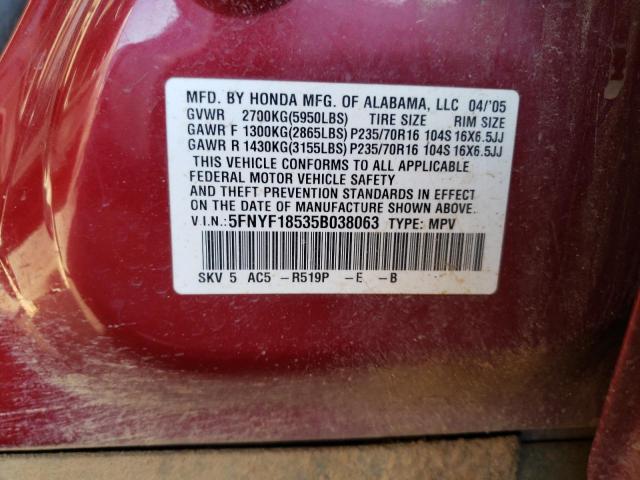 MFD. BY HONDA MFG. OF ALABAMA, LLC 04/'05
GVWR 2700KG(5950LBS) TIRE SIZE RIM SIZE
GAWR F 1300KG(2865LBS) P235/70R16 104S 16X6.5JJ
GAWR R 1430KG(3155LBS) P235/70R16 104S 16X6.5JJ
THIS VEHICLE CONFORMS TO ALL APPLICABLE
FEDERAL MOTOR VEHICLE SAFETY
AND THEFT PREVENTION STANDARDS IN EFFECT
ON THE DATE OF MANUFACTURE SHOWN ABOVE.
V I N.: 5FNYF18535B038063 TYPE: MPV
SKV 5 AC5 -R519P -E -B